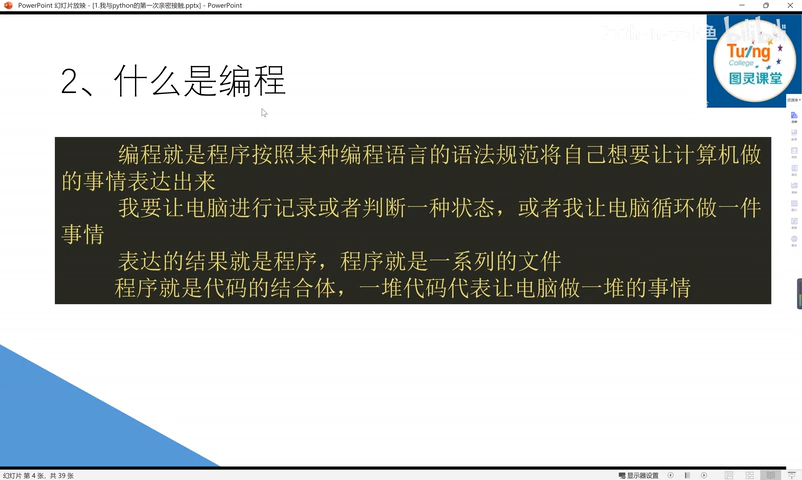 PowerPoint 幻灯片放映 - [1.我与python的第一次亲密接触.pptx] - PowerPoint
bilibili
Turing
College
图灵课堂
2、什么是编程
编程就是程序按照某种编程语言的语法规范将自己想要让计算机做
的事情表达出来
我要让电脑进行记录或者判断一种状态，或者我让电脑循环做一件
事情
表达的结果就是程序，程序就是一系列的文件
程序就是代码的结合体，一堆代码代表让电脑做一堆的事情
幻灯片 第 4 张，共 39 张
显示器设置